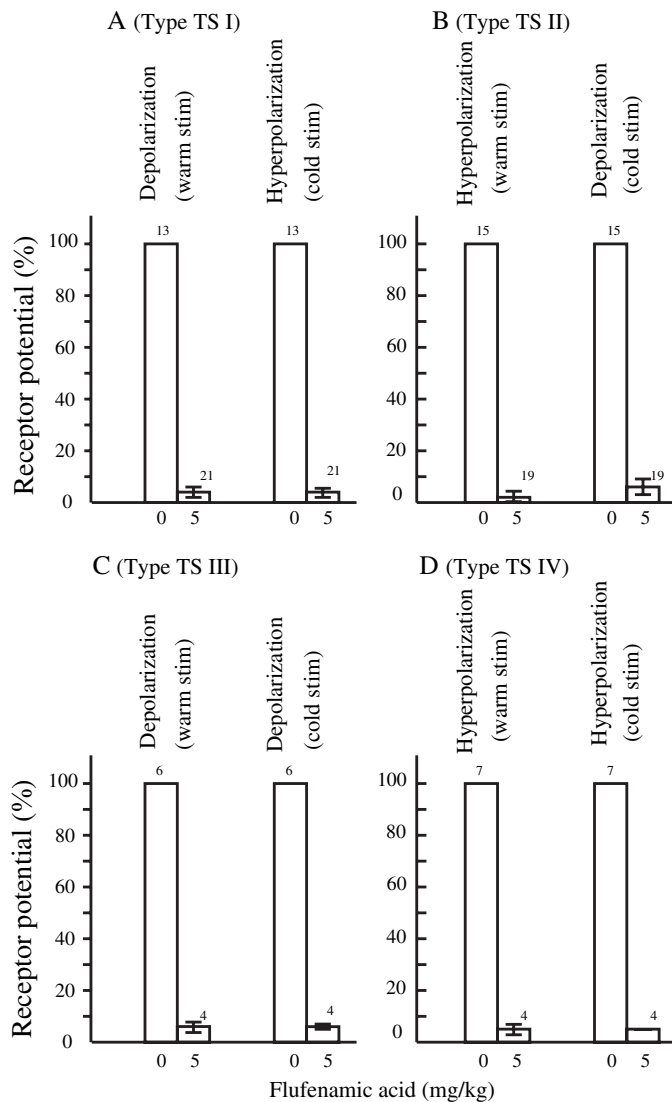 A (Type TS I)
Depolarization
(warm stim)
Hyperpolarization
(cold stim)
13
13
21
21
100
80
60
40
20
0
Receptor potential (%)
0 5
0 5
B (Type TS II)
Hyperpolarization
(warm stim)
Depolarization
(cold stim)
15
15
19
19
100
80
60
40
20
0
0 5
0 5
C (Type TS III)
Depolarization
(warm stim)
Depolarization
(cold stim)
6
6
4
4
100
80
60
40
20
0
Receptor potential (%)
0 5
0 5
D (Type TS IV)
Hyperpolarization
(warm stim)
Hyperpolarization
(cold stim)
7
7
4
4
100
80
60
40
20
0
0 5
0 5
Flufenamic acid (mg/kg)